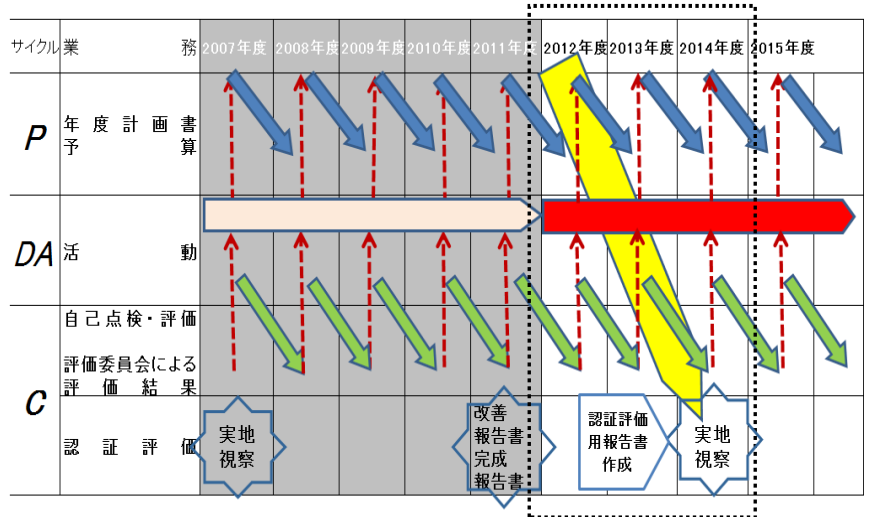 サイクル 業務 2007年度 2008年度 2009年度 2010年度 2011年度 2012年度 2013年度 2014年度 2015年度
P
年度計画書
予算
DA
活動
C
自己点検・評価
評価委員会による
評価結果
認証評価
実地
視察
改善
報告書
完成
報告書
認証評価
用報告書
作成
実地
視察